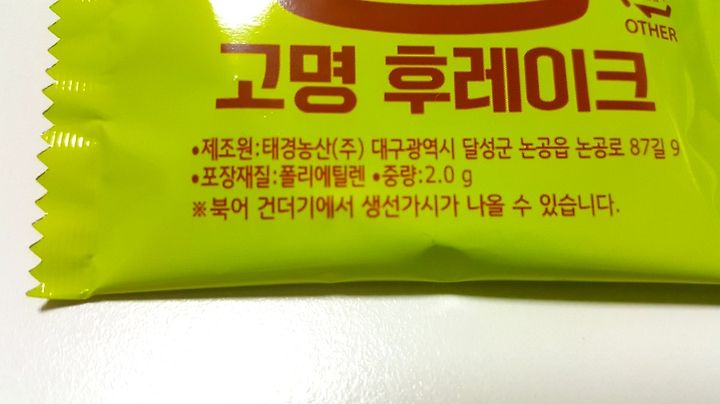 OTHER
고명 후레이크
•제조원:태경농산(주) 대구광역시 달성군 논공읍 논공로 87길 9
•포장재질:폴리에틸렌 •중량:2.0 g
※북어 건더기에서 생선가시가 나올 수 있습니다.